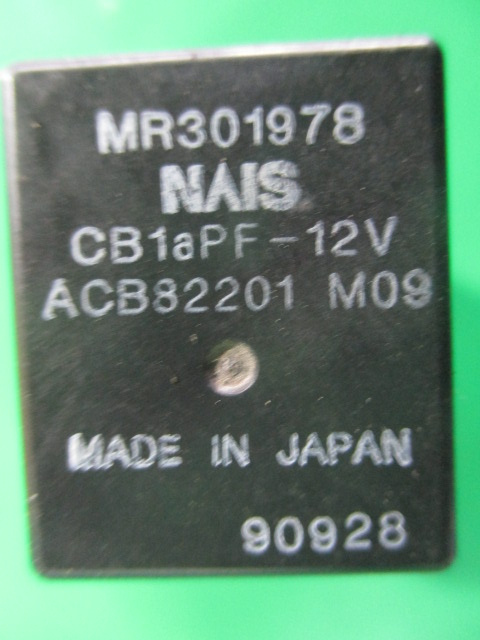 MR301978
NAIS
CB1aPF-12V
ACB82201 M09
MADE IN JAPAN
90928